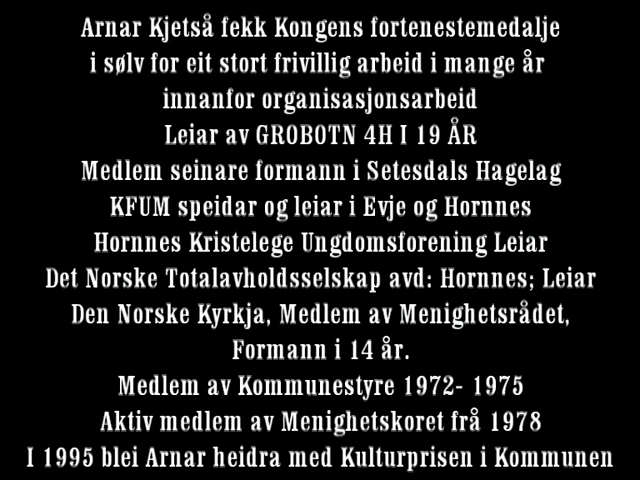 Arnar Kjetså fekk Kongens fortenestemedalje
i sølv for eit stort frivillig arbeid i mange år
innanfor organisasjonsarbeid
Leiar av GROBOTN 4H I 19 ÅR
Medlem seinare formann i Setesdals Hagelag
KFUM speidar og leiar i Evje og Hornnes
Hornnes Kristelege Ungdomsforening Leiar
Det Norske Totalavholdsselskap avd: Hornnes; Leiar
Den Norske Kyrkja, Medlem av Menighetsrådet,
Formann i 14 år.
Medlem av Kommunestyre 1972- 1975
Aktiv medlem av Menighetskoret frå 1978
I 1995 blei Arnar heidra med Kulturprisen i Kommunen